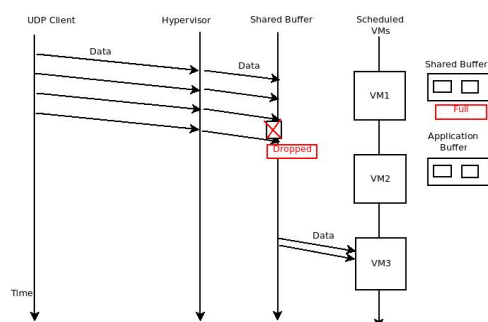 UDP Client
Hypervisor
Shared Buffer
Scheduled
VMs
Data
Data
Shared Buffer
Full
VM1
Application
Buffer
Dropped
VM2
Data
VM3
Time